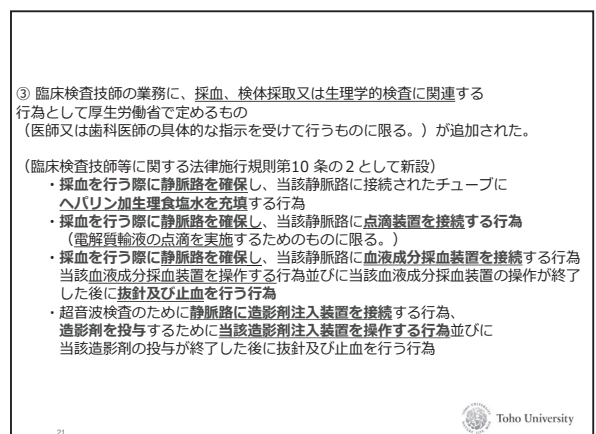 ③ 臨床検査技師の業務に、採血、検体採取又は生理学的検査に関連する
行為として厚生労働省で定めるもの
（医師又は歯科医師の具体的な指示を受けて行うものに限る。）が追加された。
（臨床検査技師等に関する法律施行規則第10 条の２として新設）
・採血を行う際に静脈路を確保し、当該静脈路に接続されたチューブに
ヘパリン加生理食塩水を充填する行為
・採血を行う際に静脈路を確保し、当該静脈路に点滴装置を接続する行為
（電解質輸液の点滴を実施するためのものに限る。）
・採血を行う際に静脈路を確保し、当該静脈路に血液成分採血装置を接続する行為
当該血液成分採血装置を操作する行為並びに当該血液成分採血装置の操作が終了
した後に抜針及び止血を行う行為
・超音波検査のために静脈路に造影剤注入装置を接続する行為、
造影剤を投与するために当該造影剤注入装置を操作する行為並びに
当該造影剤の投与が終了した後に抜針及び止血を行う行為
Toho University
21